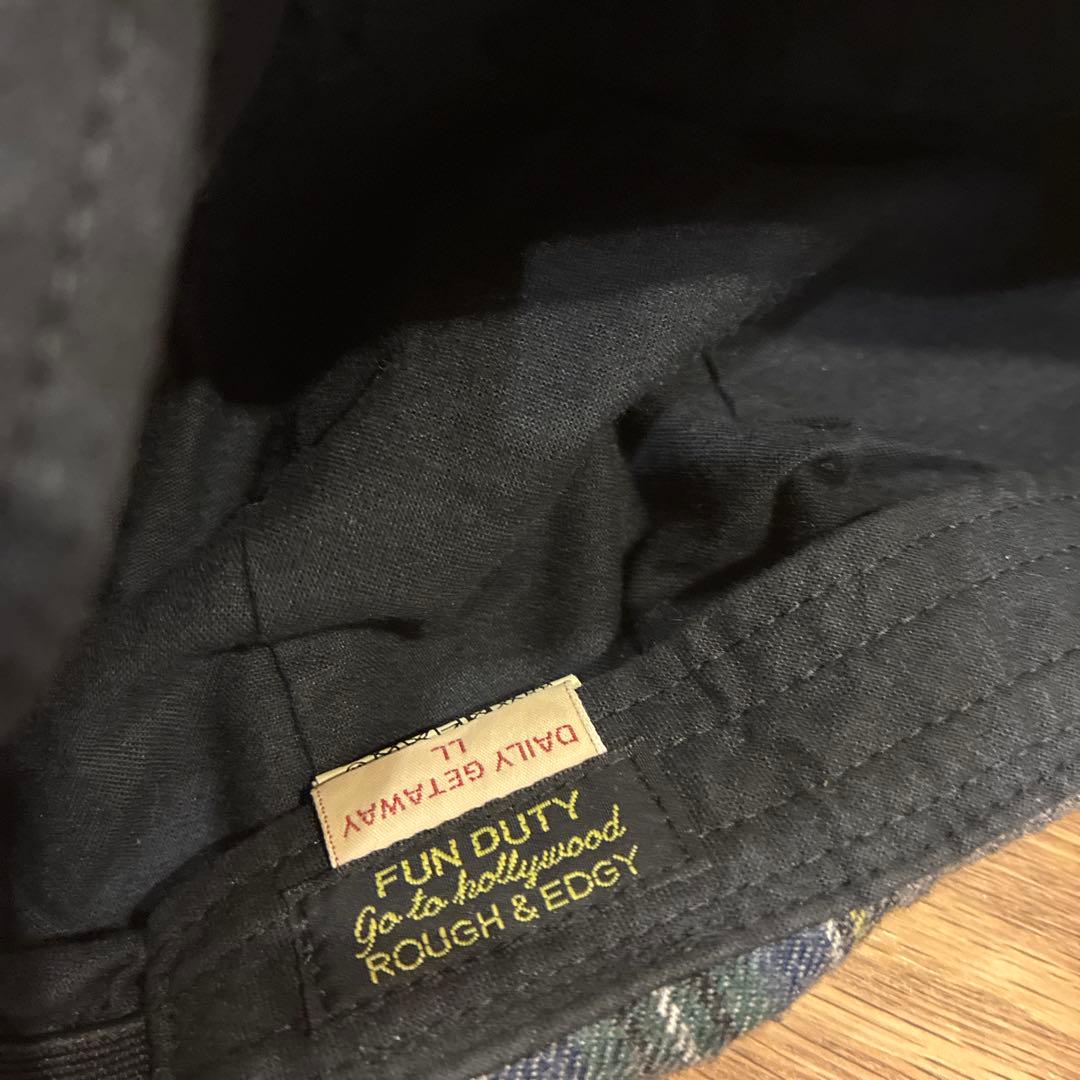 DAILY GETAWAY
LL
FUN DUTY
Go to hollywood
ROUGH & EDGY